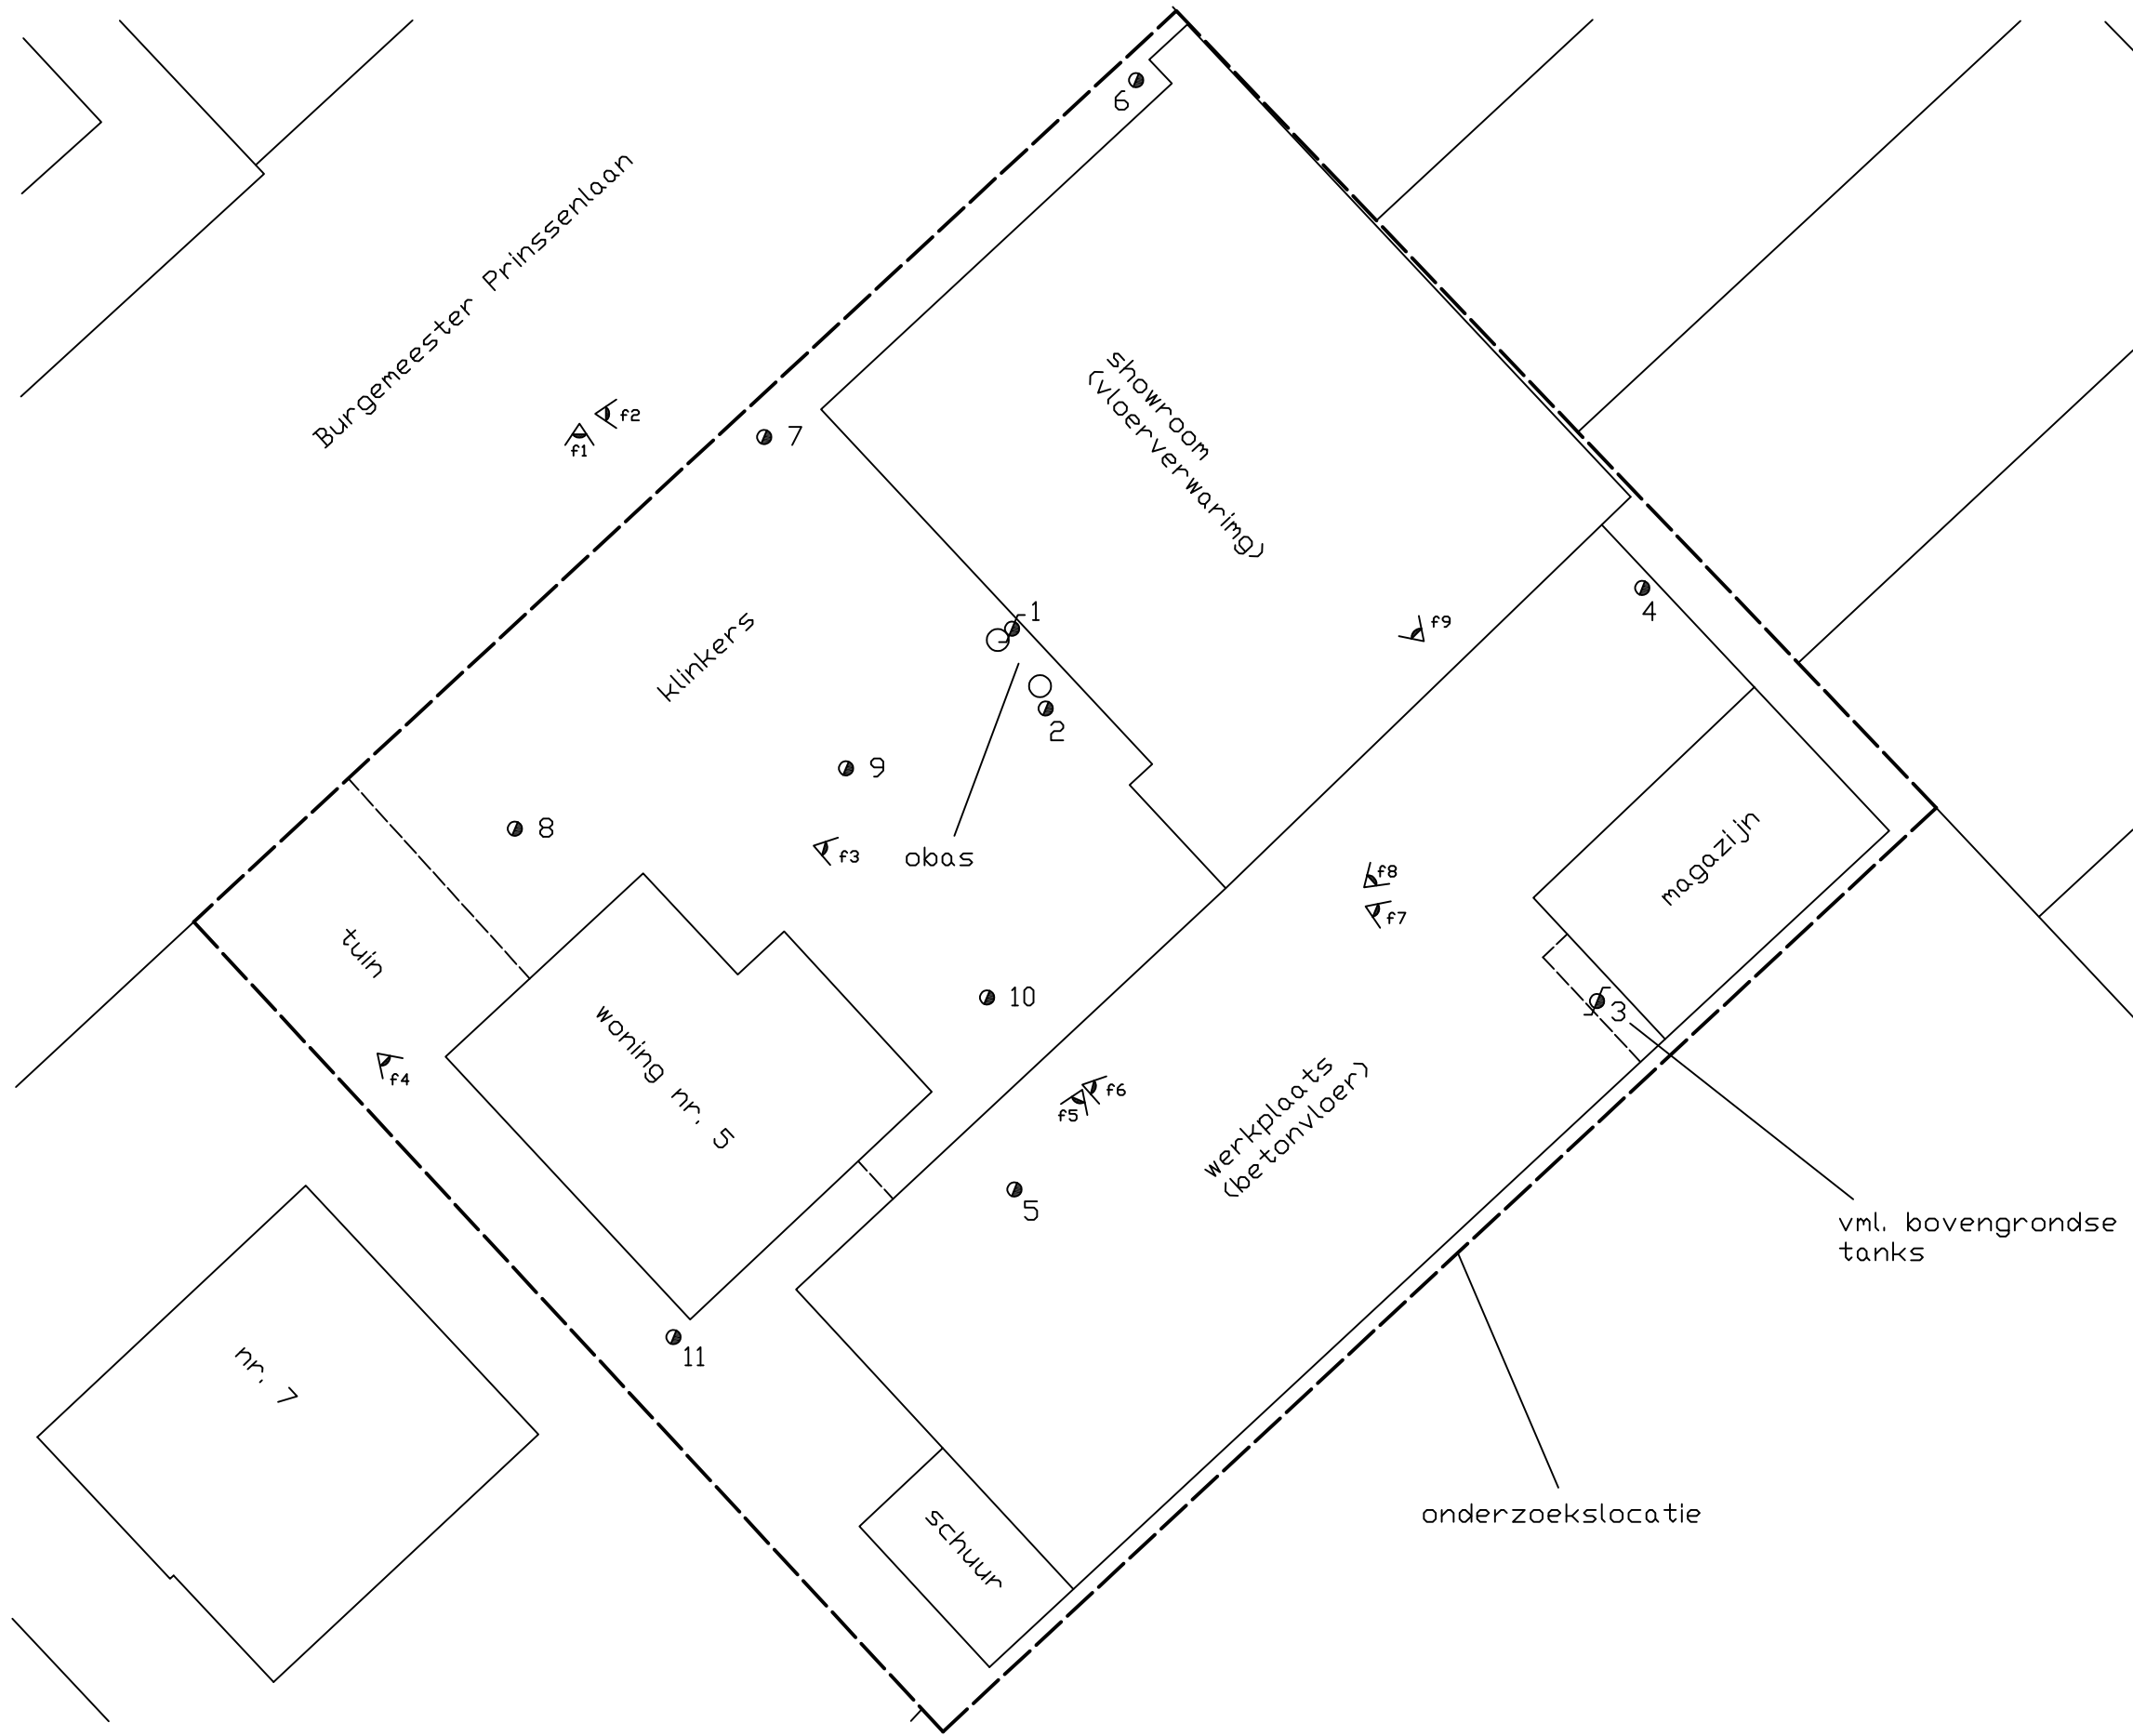 6
Burgemeester Prinssenlaan
showroom
(vloerverwaring)
f2
f1
7
1
4
f9
klinkers
2
9
8
f3
obas
magazijn
f8
f7
tuin
10
3
woning nr. 5
f4
f6
f5
werkplaats
(betonvloer)
5
vml. bovengrondse
tanks
11
nr. 7
onderzoekslocatie
schuur